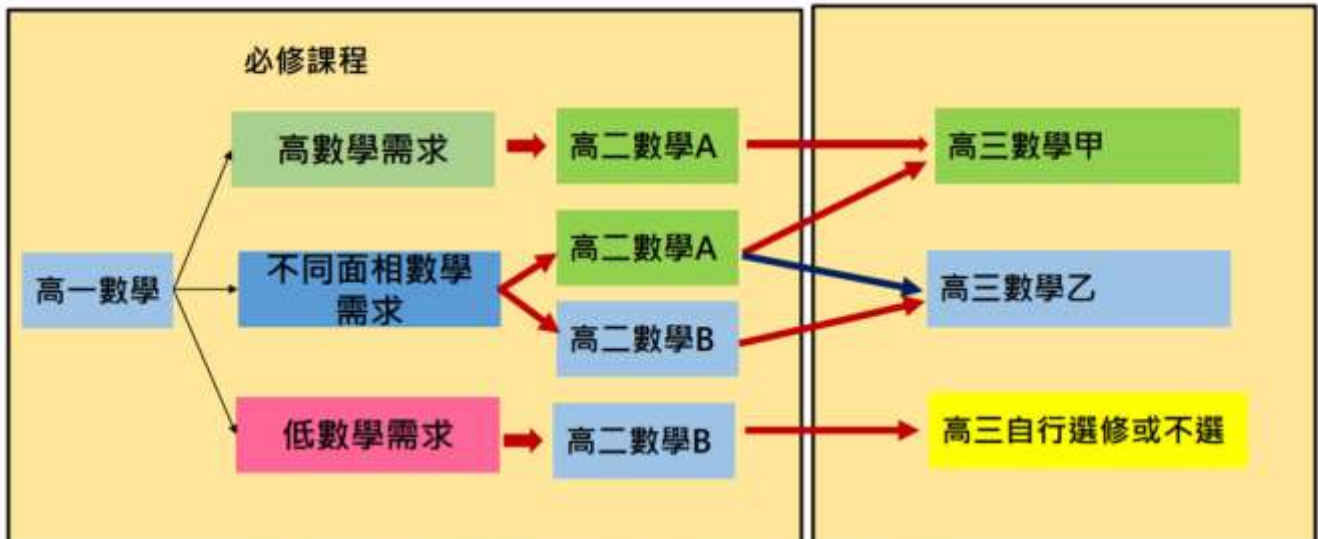 必修課程
高數學需求
高二數學A
高三數學甲
高一數學
不同面相數學
需求
高二數學A
高二數學B
高三數學乙
低數學需求
高二數學B
高三自行選修或不選